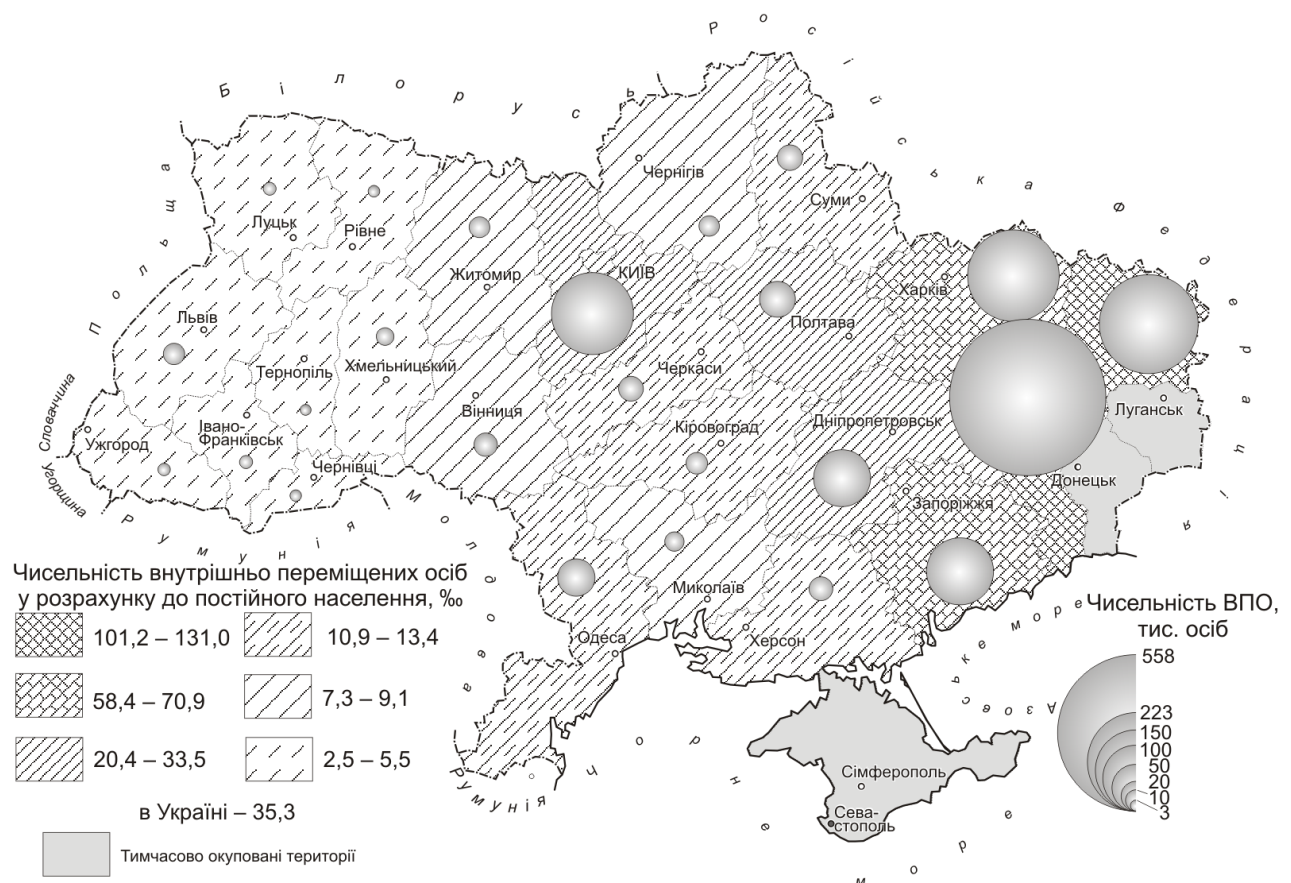 Російська Федерація
Білорусь
Польща
Чернігів
Суми
Луцьк
Рівне
Житомир
КИЇВ
Харків
Львів
Полтава
Тернопіль
Хмельницький
Черкаси
Словаччина
Вінниця
Луганськ
Ужгород
Івано-
Франківськ
Кіровоград
Дніпропетровськ
Чернівці
Донецьк
Угорщина
Запоріжжя
Румунія
Молдова
Миколаїв
Одеса
Херсон
Азовське море
Румунія
Чорне море
Сімферополь
Сева-
стополь
Чисельність внутрішньо переміщених осіб
у розрахунку до постійного населення, ‰
101,2 – 131,0
10,9 – 13,4
58,4 – 70,9
7,3 – 9,1
20,4 – 33,5
2,5 – 5,5
в Україні – 35,3
Тимчасово окуповані території
Чисельність ВПО,
тис. осіб
558
223
150
100
50
20
10
3